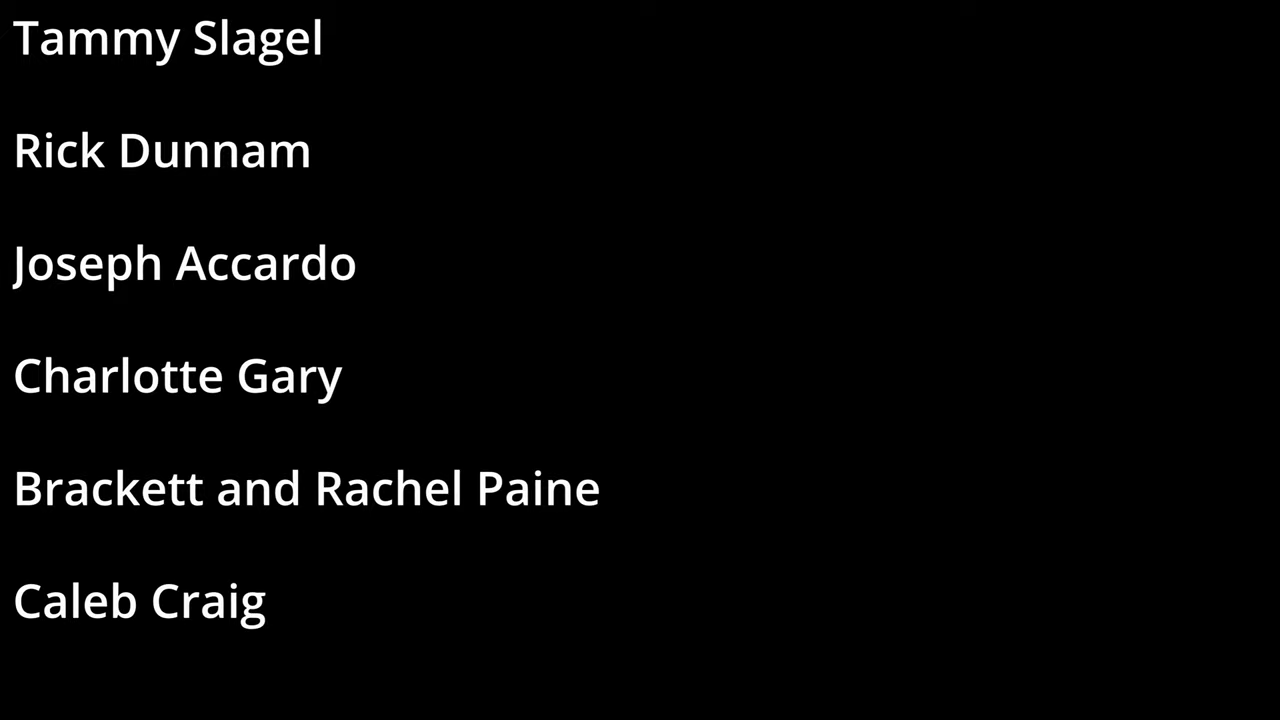 Tammy Slagel
Rick Dunnam
Joseph Accardo
Charlotte Gary
Brackett and Rachel Paine
Caleb Craig